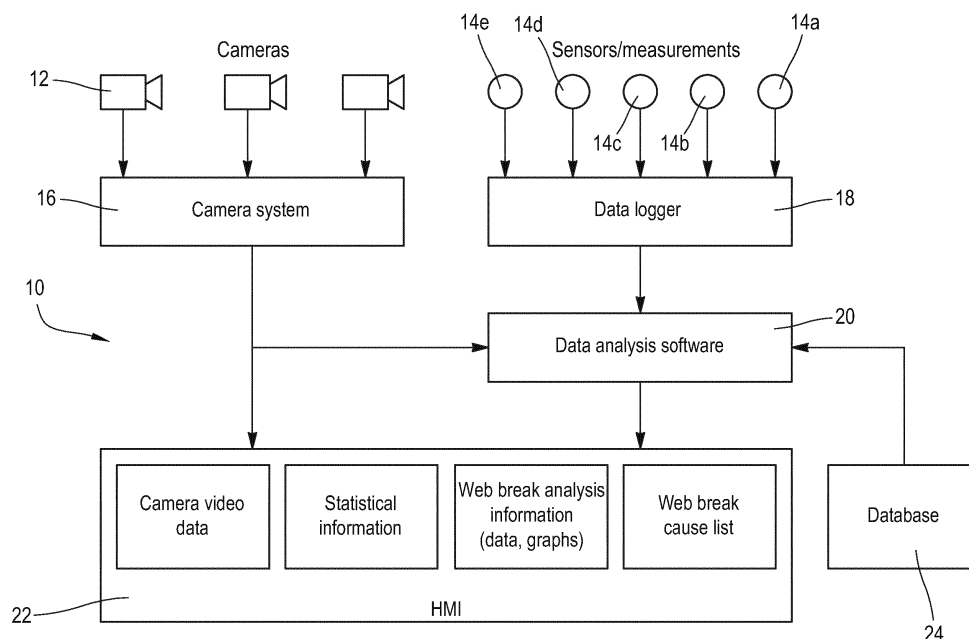 14e
14d
14a
Cameras
Sensors/measurements
12
14c
14b
16
Camera system
Data logger
18
10
20
Data analysis software
Camera video
data
Statistical
information
Web break analysis
information
(data, graphs)
Web break
cause list
Database
22
HMI
24